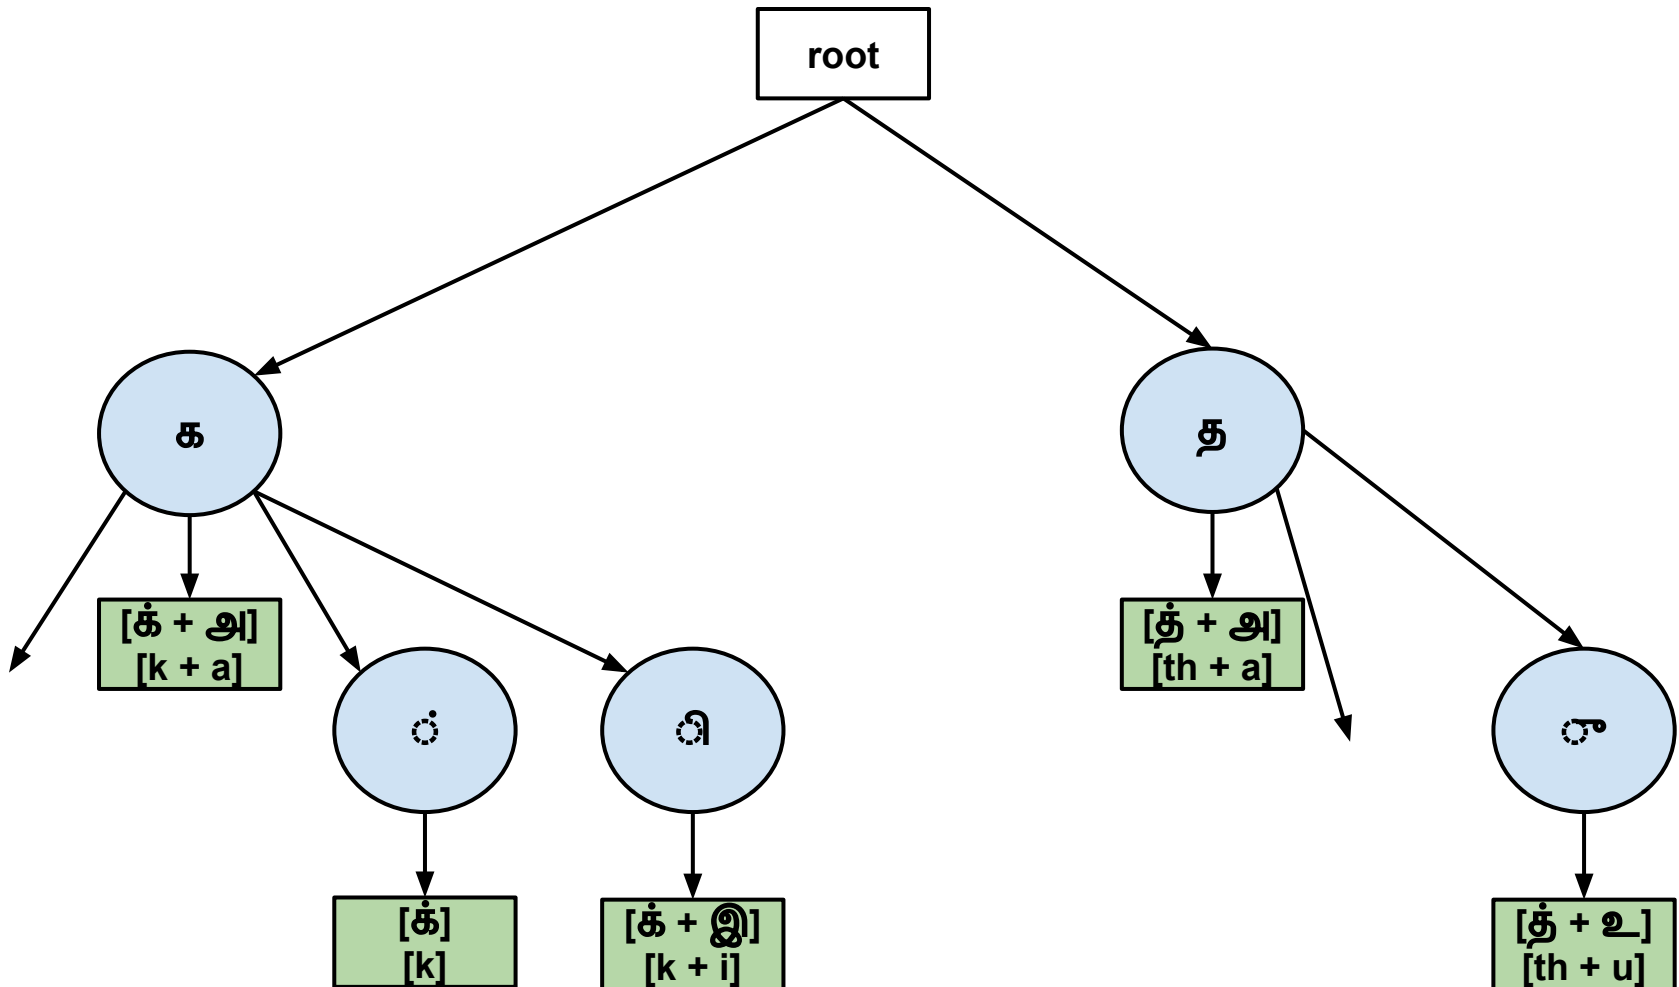 root
க
த
[க் + அ]
[k + a]
[த் + அ]
[th + a]
்
ி
ு
[க்]
[k]
[க் + இ]
[k + i]
[த் + உ]
[th + u]